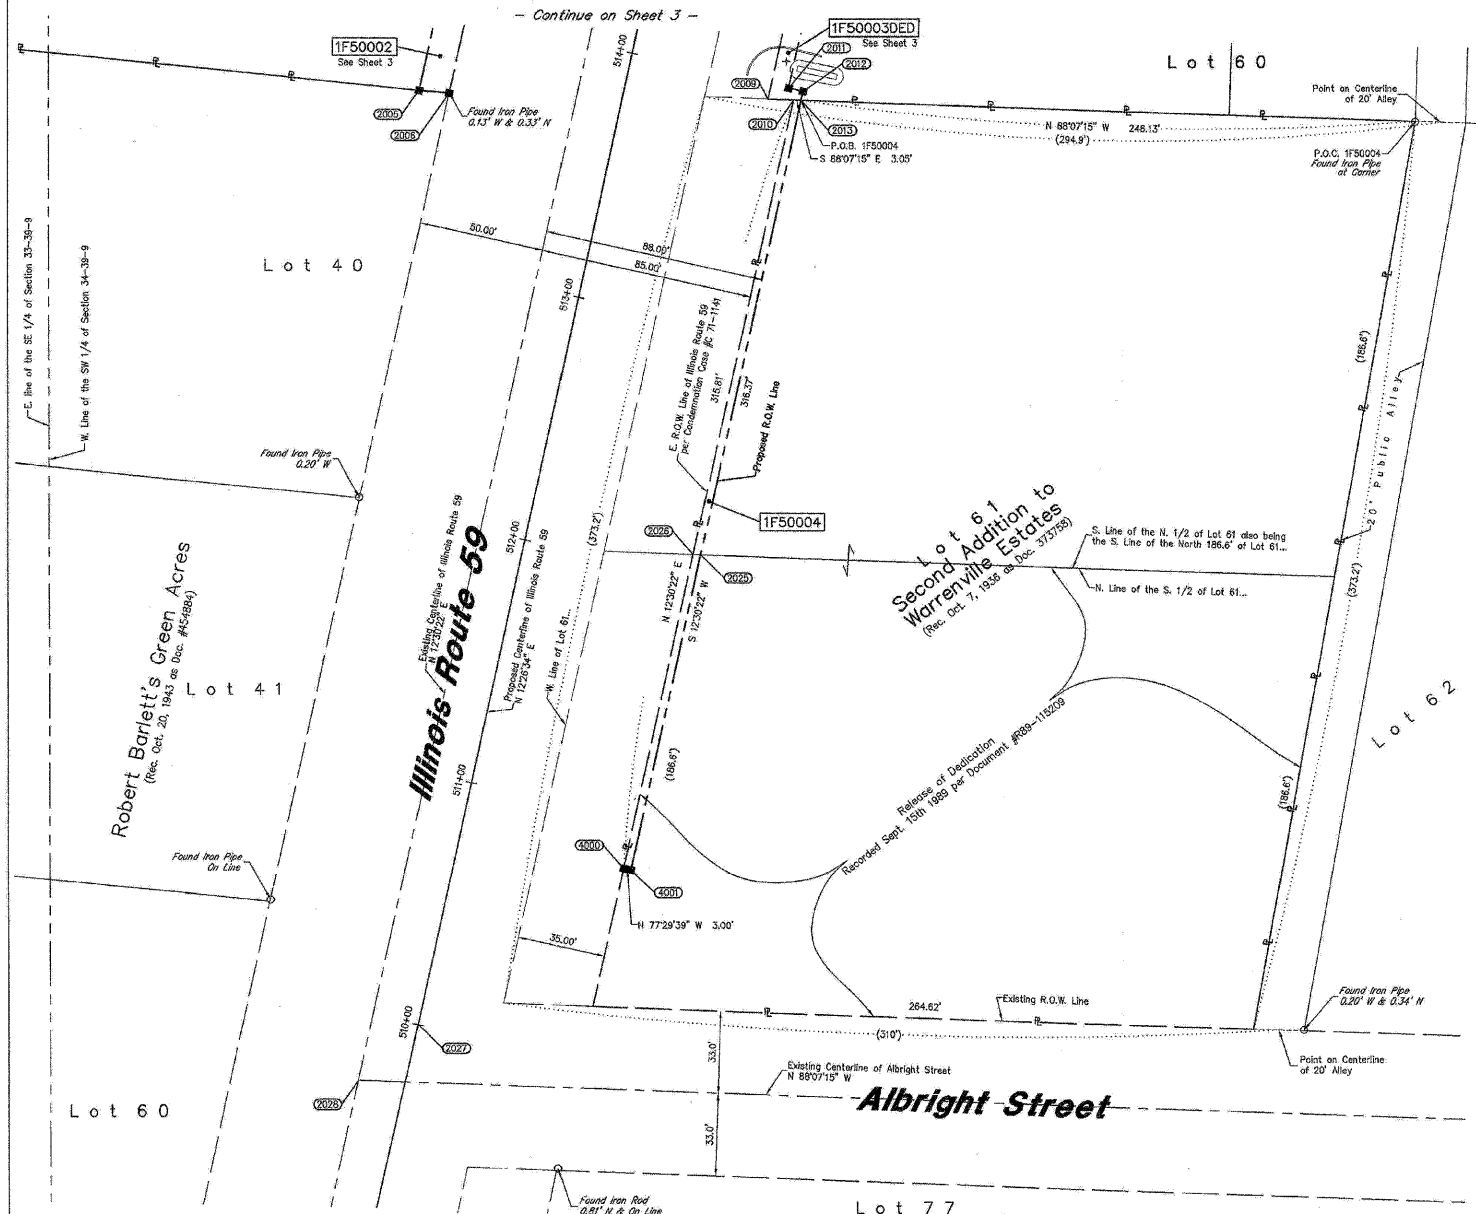 – Continue on Sheet 3 –
1F50002
See Sheet 3
514+00
1F50003DED
See Sheet 3
2011
2012
2009
2010
2013
Lot 60
Point on Centerline
of 20' Alley
2005
2006
Found Iron Pipe
0.13' W & 0.33' N
N 88°07'15" W 248.13'
(294.9')
P.O.B. 1F50004
S 88°07'15" E 3.05'
P.O.C. 1F50004
Found Iron Pipe
at Corner
E. line of the SE 1/4 of Section 33-39-9
W. Line of the SW 1/4 of Section 34-39-9
Lot 40
50.00'
88.00'
85.00'
513+00
E. R.O.W. Line of Illinois Route 59
per Condemnation Case #C 71-1141
315.81'
316.37'
Proposed R.O.W. Line
(186.6')
20' Public Alley
Found Iron Pipe
0.20' W
(373.2')
512+00
1F50004
2026
2025
Lot 61
Second Addition to
Warrenville Estates
(Rec. Oct. 7, 1936 as Doc. 373758)
S. Line of the N. 1/2 of Lot 61 also being
the S. Line of the North 186.6' of Lot 61...
N. Line of the S. 1/2 of Lot 61...
(373.2')
Robert Barlett's Green Acres
(Rec. Oct. 20, 1943 as Doc. #454884)
Lot 41
Existing Centerline of Illinois Route 59
N 12°30'22" E
Illinois Route 59
Proposed Centerline of Illinois Route 59
N 12°26'34" E
W. Line of Lot 61...
N 12°30'22" E
S 12°30'22" W
Lot 62
511+00
(186.6')
Release of Dedication
Recorded Sept. 15th 1989 per Document #R89-115209
(186.6')
Found Iron Pipe
On Line
4000
4001
N 77°29'39" W 3.00'
35.00'
264.62'
Existing R.O.W. Line
(310')
Found Iron Pipe
0.20' W & 0.34' N
510+00
2027
33.0'
Existing Centerline of Albright Street
N 88°07'15" W
Point on Centerline
of 20' Alley
2028
Lot 60
Albright Street
33.0'
Found Iron Rod
0.81' N & On Line
Lot 77